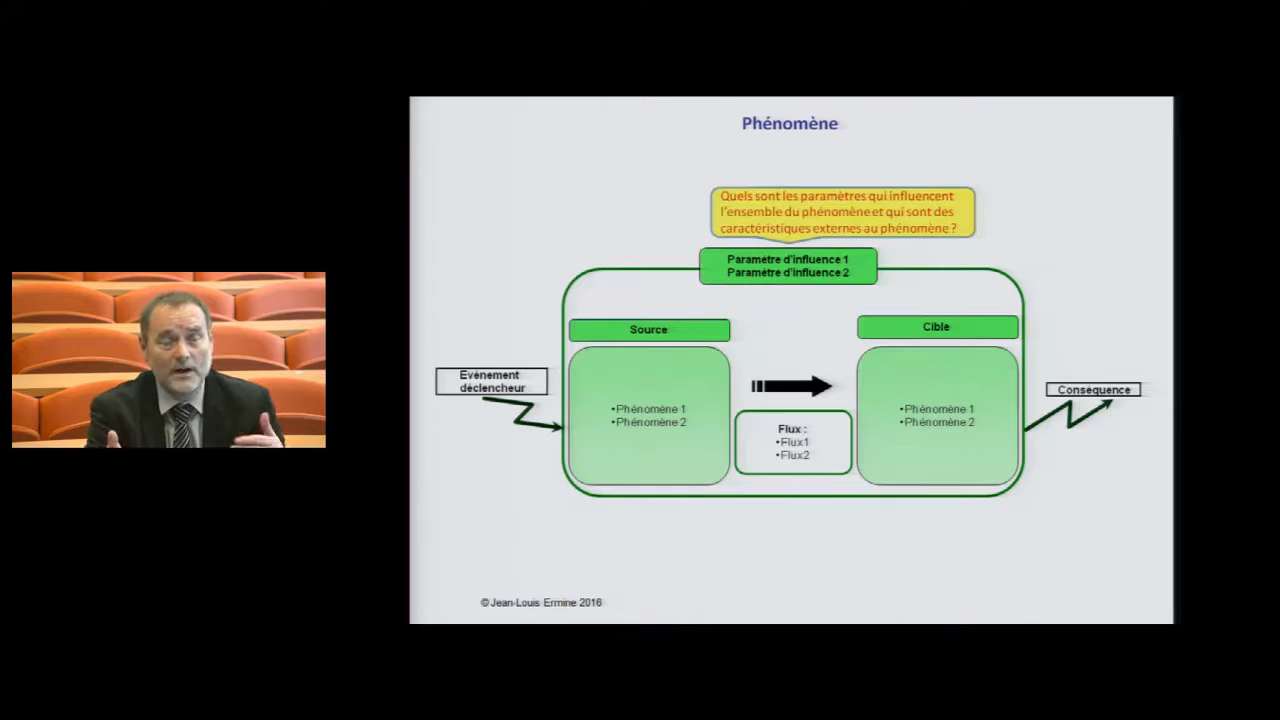 Phénomène
Quels sont les paramètres qui influencent
l'ensemble du phénomène et qui sont des
caractéristiques externes au phénomène ?
Paramètre d'influence 1
Paramètre d'influence 2
Source
Cible
Evénement
déclencheur
•Phénomène 1
•Phénomène 2
Flux :
•Flux1
•Flux2
•Phénomène 1
•Phénomène 2
Conséquence
©Jean-Louis Ermine 2016